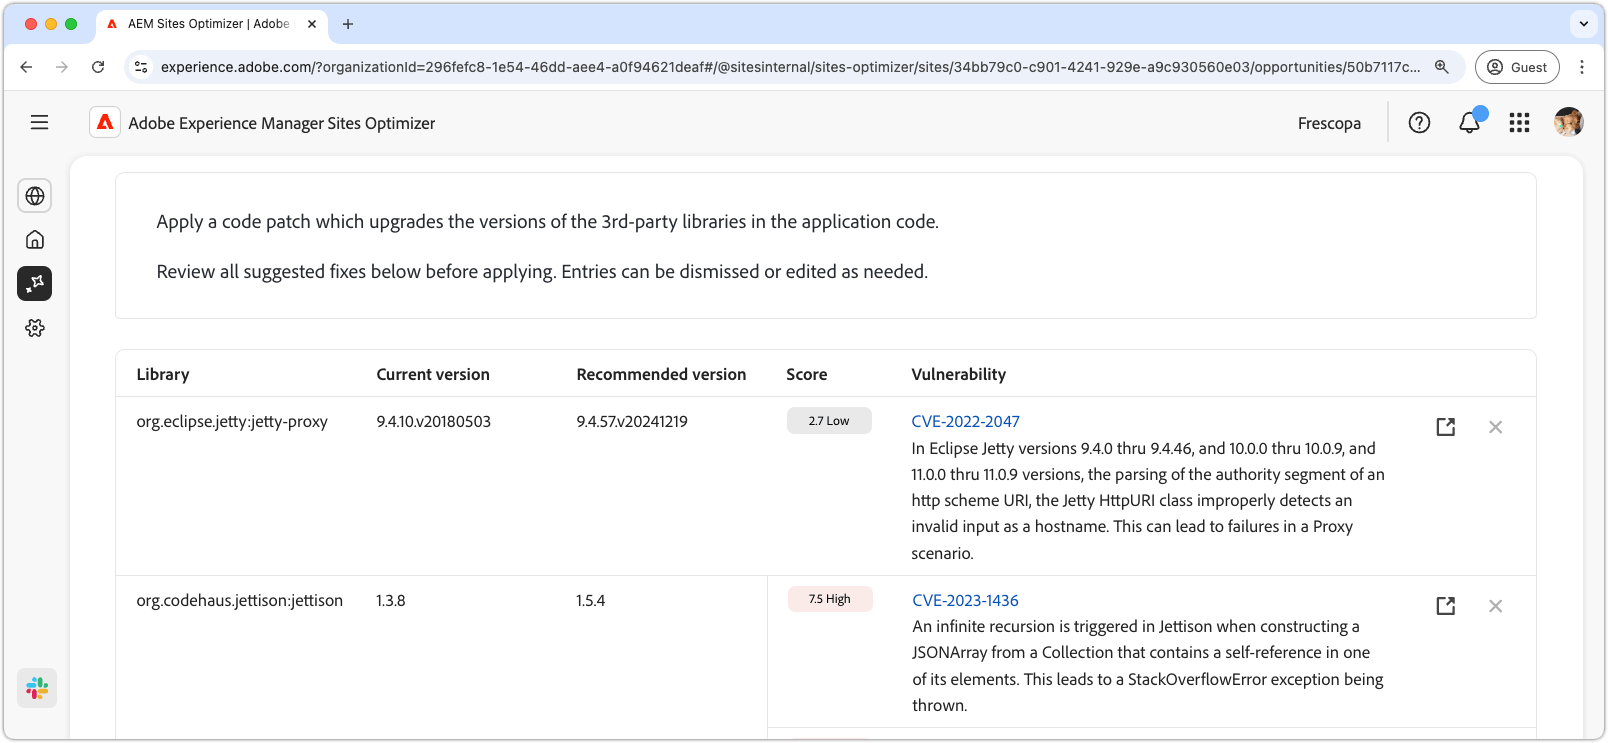 AEM Sites Optimizer | Adobe
experience.adobe.com/?organizationId=296fefc8-1e54-46dd-aee4-a0f94621deaf#/@sitesinternal/sites-optimizer/sites/34bb79c0-c901-4241-929e-a9c930560e03/opportunities/50b7117c...
Guest
Adobe Experience Manager Sites Optimizer
Frescopa
Apply a code patch which upgrades the versions of the 3rd-party libraries in the application code.
Review all suggested fixes below before applying. Entries can be dismissed or edited as needed.
Library Current version Recommended version Score Vulnerability
org.eclipse.jetty:jetty-proxy 9.4.10.v20180503 9.4.57.v20241219 2.7 Low CVE-2022-2047
In Eclipse Jetty versions 9.4.0 thru 9.4.46, and 10.0.0 thru 10.0.9, and
11.0.0 thru 11.0.9 versions, the parsing of the authority segment of an
http scheme URI, the Jetty HttpURI class improperly detects an
invalid input as a hostname. This can lead to failures in a Proxy
scenario.
org.codehaus.jettison:jettison 1.3.8 1.5.4 7.5 High CVE-2023-1436
An infinite recursion is triggered in Jettison when constructing a
JSONArray from a Collection that contains a self-reference in one
of its elements. This leads to a StackOverflowError exception being
thrown.